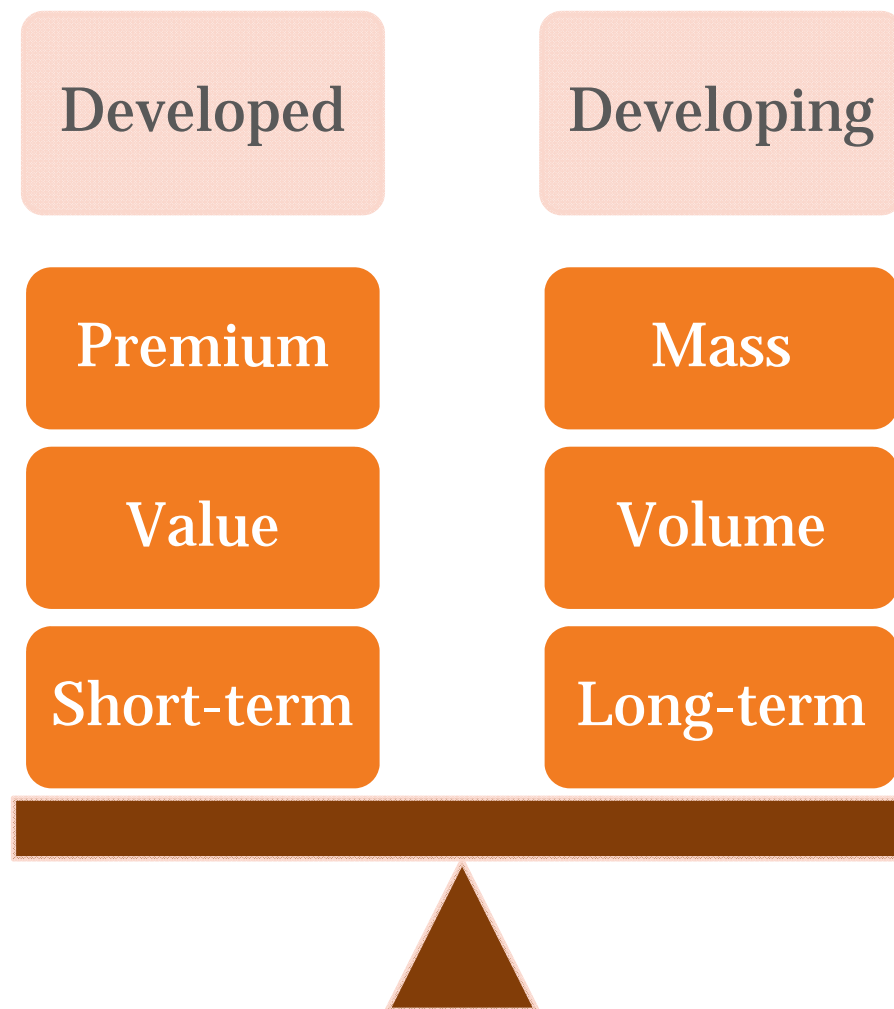 Developed
Developing
Premium
Mass
Value
Volume
Short-term
Long-term